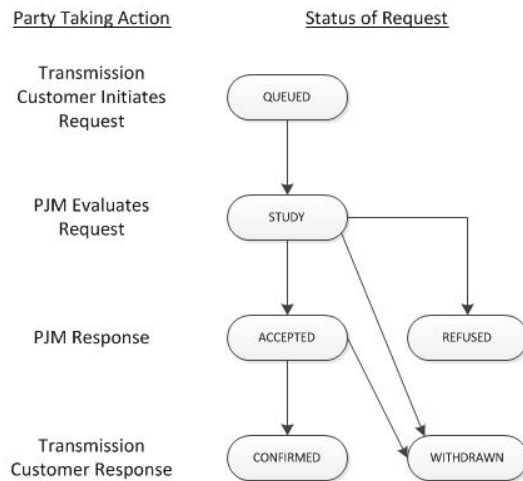 Party Taking Action
Status of Request
Transmission
Customer Initiates
Request
QUEUED
PJM Evaluates
Request
STUDY
PJM Response
ACCEPTED
REFUSED
Transmission
Customer Response
CONFIRMED
WITHDRAWN